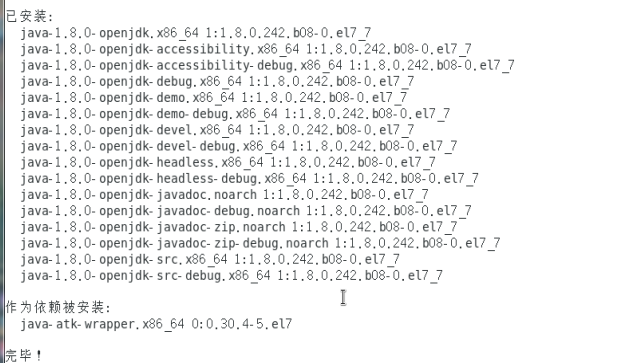 已安装:
java-1.8.0-openjdk.x86_64 1:1.8.0.242.b08-0.el7_7
java-1.8.0-openjdk-accessibility.x86_64 1:1.8.0.242.b08-0.el7_7
java-1.8.0-openjdk-accessibility-debug.x86_64 1:1.8.0.242.b08-0.el7_7
java-1.8.0-openjdk-debug.x86_64 1:1.8.0.242.b08-0.el7_7
java-1.8.0-openjdk-demo.x86_64 1:1.8.0.242.b08-0.el7_7
java-1.8.0-openjdk-demo-debug.x86_64 1:1.8.0.242.b08-0.el7_7
java-1.8.0-openjdk-devel.x86_64 1:1.8.0.242.b08-0.el7_7
java-1.8.0-openjdk-devel-debug.x86_64 1:1.8.0.242.b08-0.el7_7
java-1.8.0-openjdk-headless.x86_64 1:1.8.0.242.b08-0.el7_7
java-1.8.0-openjdk-headless-debug.x86_64 1:1.8.0.242.b08-0.el7_7
java-1.8.0-openjdk-javadoc.noarch 1:1.8.0.242.b08-0.el7_7
java-1.8.0-openjdk-javadoc-debug.noarch 1:1.8.0.242.b08-0.el7_7
java-1.8.0-openjdk-javadoc-zip.noarch 1:1.8.0.242.b08-0.el7_7
java-1.8.0-openjdk-javadoc-zip-debug.noarch 1:1.8.0.242.b08-0.el7_7
java-1.8.0-openjdk-src.x86_64 1:1.8.0.242.b08-0.el7_7
java-1.8.0-openjdk-src-debug.x86_64 1:1.8.0.242.b08-0.el7_7
作为依赖被安装:
java-atk-wrapper.x86_64 0:0.30.4-5.el7
完毕！